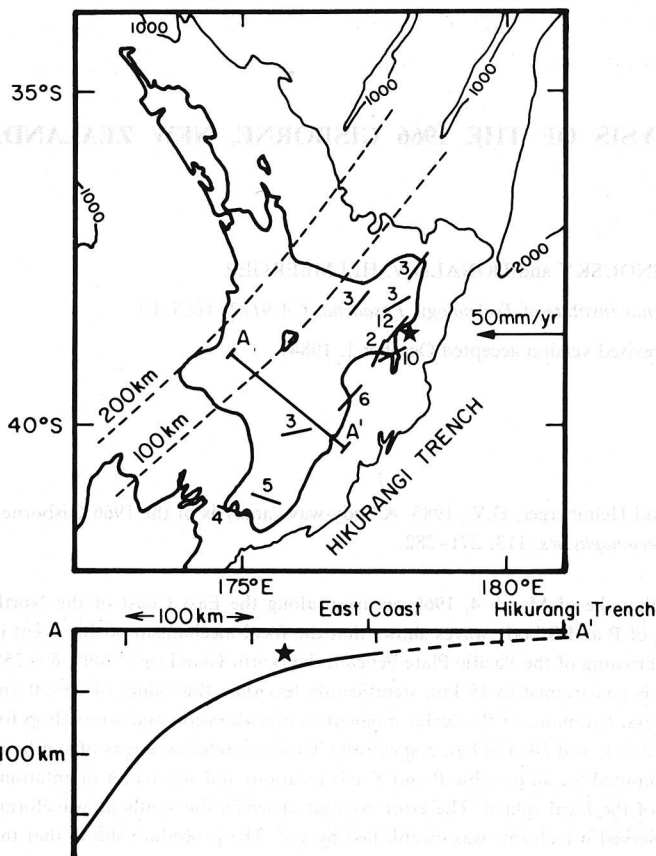 1000
1000
1000
35°S
1000
2000
3
3
3
12
50mm/yr
2
10
A
6
200km
100km
40°S
3
A'
HIKURANGI TRENCH
5
4
175°E
180°E
A
100km
East Coast
Hikurangi Trench
A'
100km